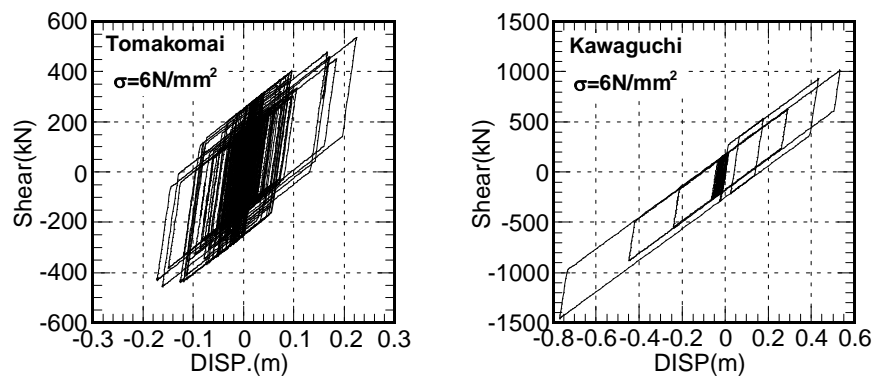 600
400
200
0
-200
-400
-600
Shear(kN)
Tomakomai
σ=6N/mm²
-0.3 -0.2 -0.1 0 0.1 0.2 0.3
DISP.(m)
1500
1000
500
0
-500
-1000
-1500
Shear(kN)
Kawaguchi
σ=6N/mm²
-0.8 -0.6 -0.4 -0.2 0 0.2 0.4 0.6
DISP(m)